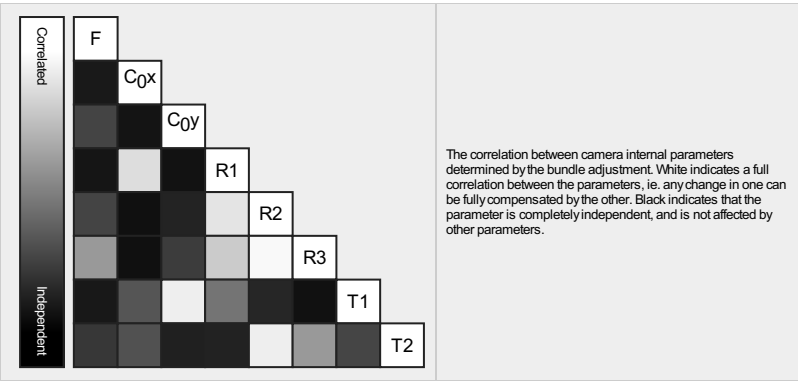 Correlated
Independent
F
C0x
C0y
R1
R2
R3
T1
T2
The correlation between camera internal parameters
determined by the bundle adjustment. White indicates a full
correlation between the parameters, ie. any change in one can
be fully compensated by the other. Black indicates that the
parameter is completely independent, and is not affected by
other parameters.